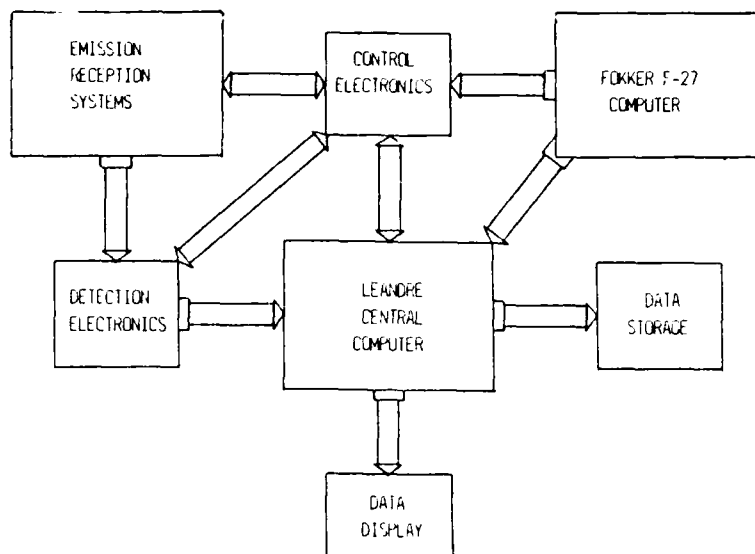 EMISSION
RECEPTION
SYSTEMS
CONTROL
ELECTRONICS
FOKKER F-27
COMPUTER
DETECTION
ELECTRONICS
LEANDRE
CENTRAL
COMPUTER
DATA
STORAGE
DATA
DISPLAY